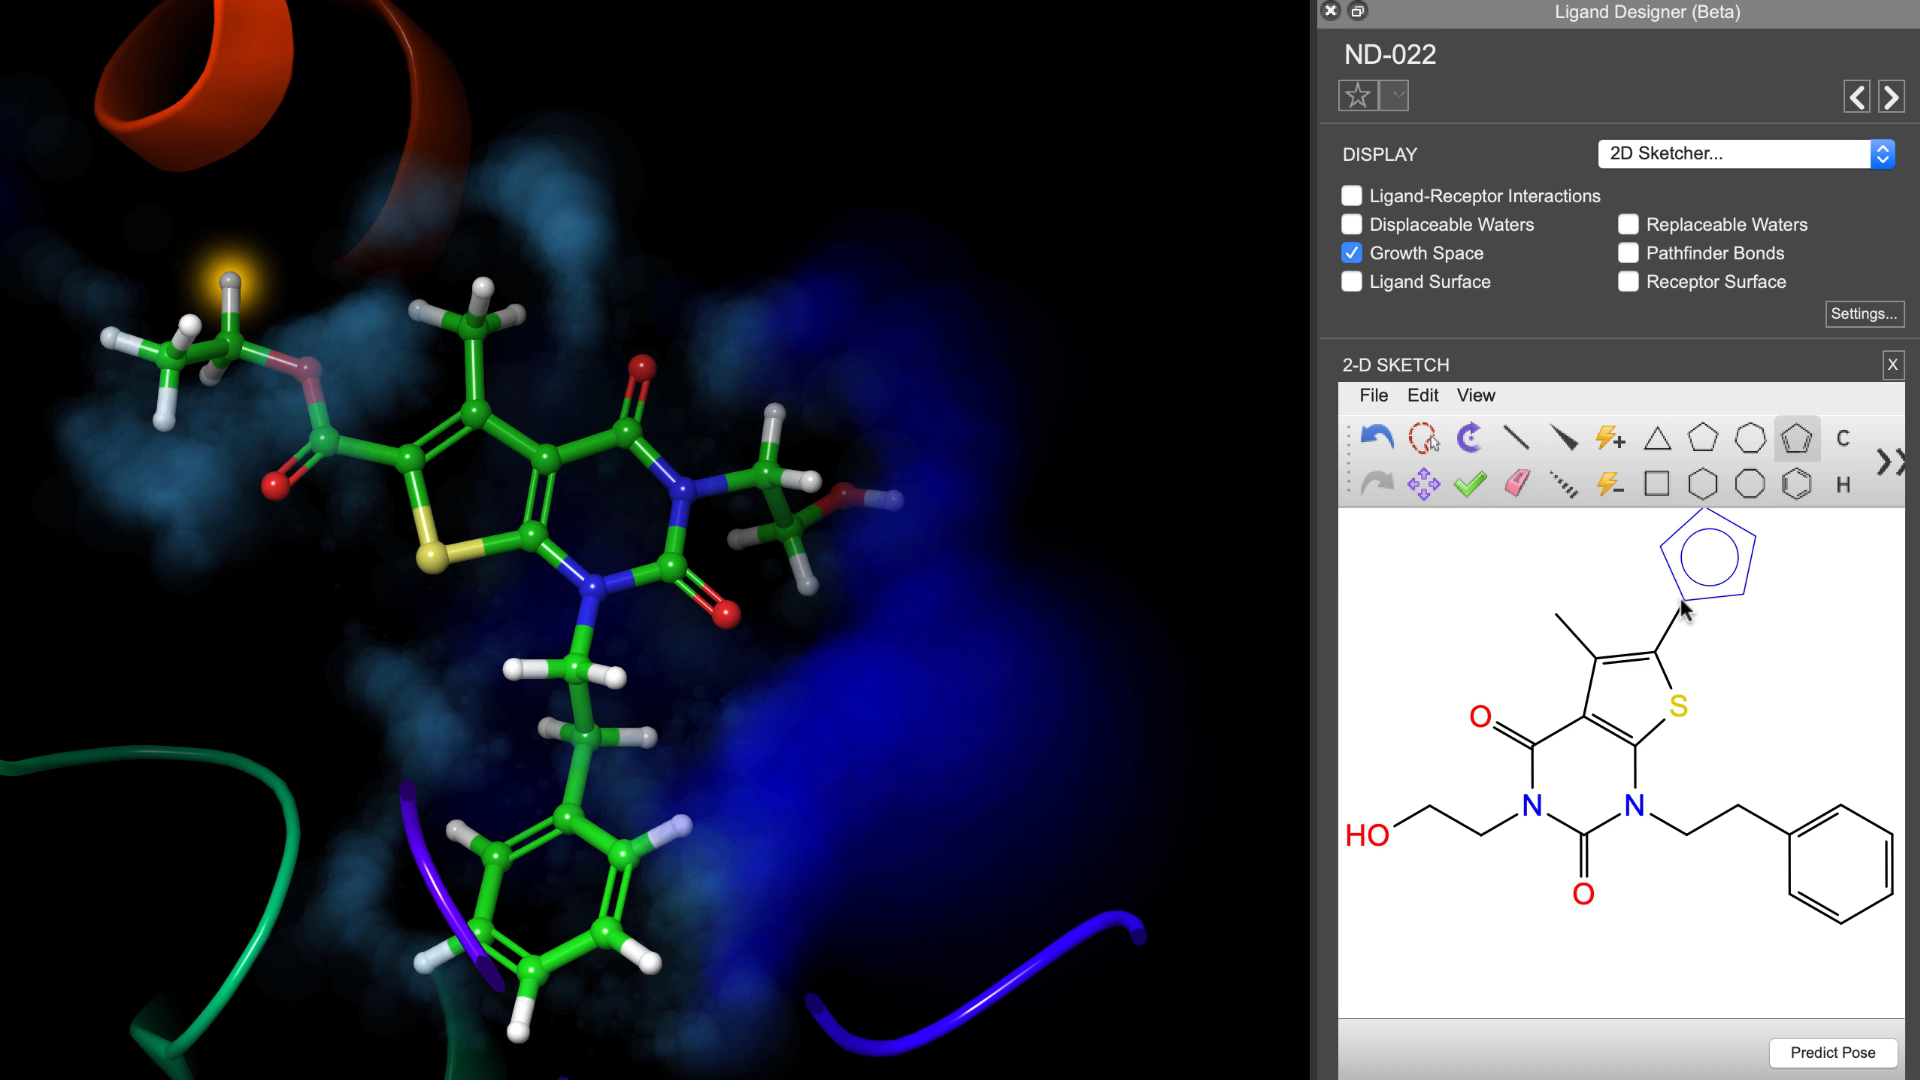 Ligand Designer (Beta)
ND-022
DISPLAY
2D Sketcher...
Ligand-Receptor Interactions
Displaceable Waters
Replaceable Waters
Growth Space
Pathfinder Bonds
Ligand Surface
Receptor Surface
Settings...
2-D SKETCH
X
File Edit View
C
H
S
O
N N
HO
O
Predict Pose